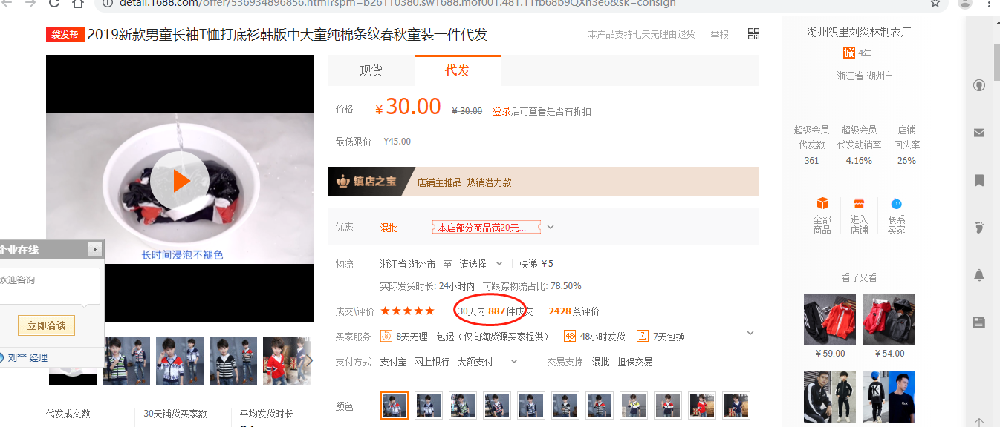 detail.1688.com/offer/536934896856.html?spm=b26110380.sw1688.mof001.481.11fb68b9QXh3e6&sk=consign
袋发帮 2019新款男童长袖T恤打底衫韩版中大童纯棉条纹春秋童装一件代发
本产品支持七天无理由退货 举报
湖州织里刘炎林制衣厂
诚 4年
浙江省 湖州市
现货 代发
价格 ¥30.00 ¥30.00 登录后可查看是否有折扣
最低限价 ¥45.00
超级会员 超级会员 店铺
代发数 代发动销率 回头率
361 4.16% 26%
镇店之宝 店铺主推品 热销潜力款
全部 进入 联系
商品 店铺 卖家
优惠 混批 本店部分商品满20元...
长时间浸泡不褪色
物流 浙江省 湖州市 至 请选择 快递 ¥5
实际发货时长: 24小时内 可跟踪物流占比: 78.50%
成交\评价 ★★★★★ 30天内 887件成交 2428条评价
买家服务 8天无理由包退（仅向淘货源买家提供） 48 48小时发货 7 7天包换
支付方式 支付宝 网上银行 大额支付 交易支持 混批 担保交易
颜色
看了又看
¥59.00 ¥54.00
企业在线
欢迎咨询
立即洽谈
刘** 经理
代发成交数 30天铺货买家数 平均发货时长